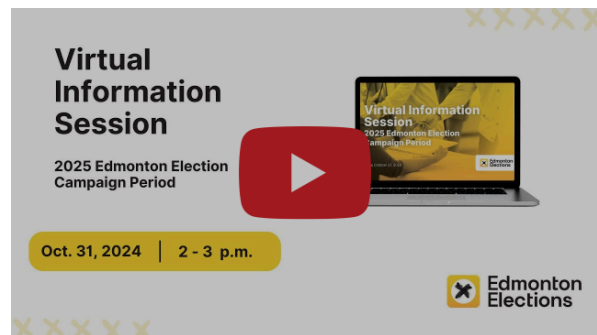 Virtual
Information
Session
2025 Edmonton Election
Campaign Period
Oct. 31, 2024 | 2 - 3 p.m.
Virtual Information
Session
2025 Edmonton Election
Campaign Period
Edmonton
Elections
Edmonton
Elections